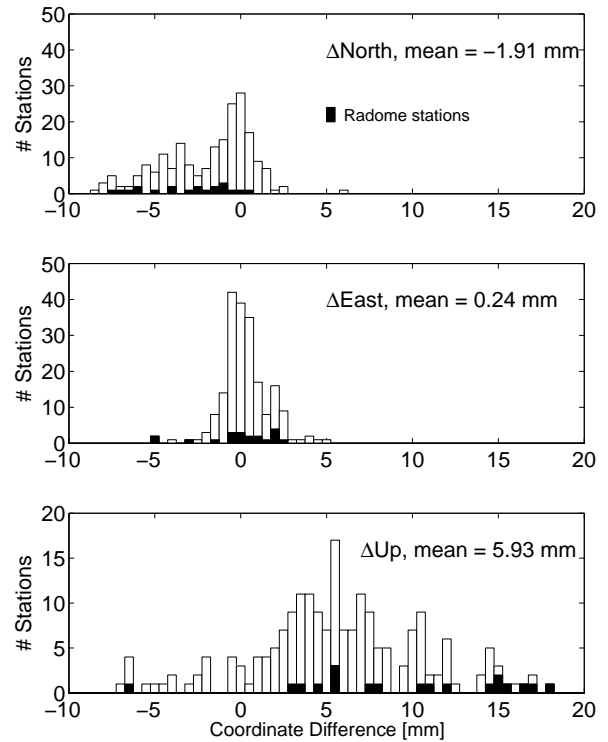 50
40
30
20
10
0
# Stations
ΔNorth, mean = −1.91 mm
Radome stations
−10 −5 0 5 10 15 20
50
40
30
20
10
0
# Stations
ΔEast, mean = 0.24 mm
−10 −5 0 5 10 15 20
20
15
10
5
0
# Stations
ΔUp, mean = 5.93 mm
−10 −5 0 5 10 15 20
Coordinate Difference [mm]